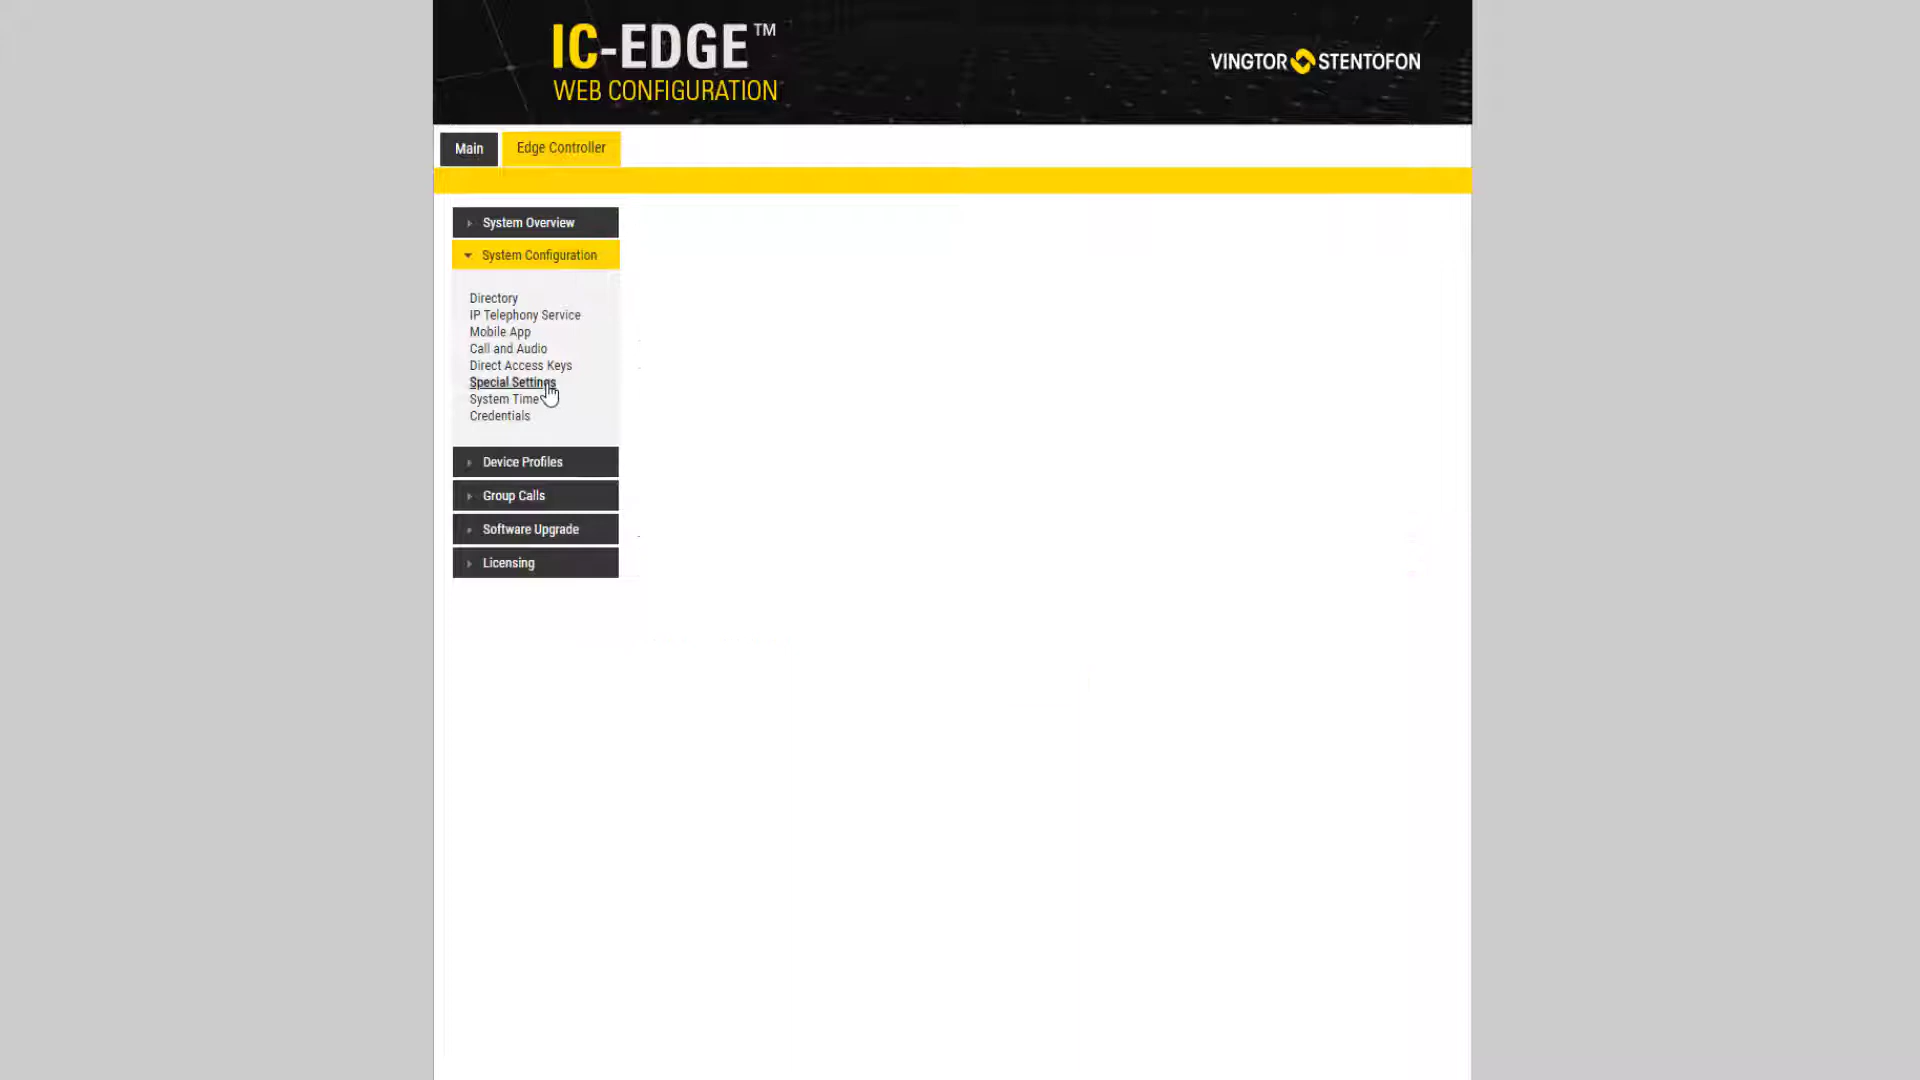 IC-EDGE™
WEB CONFIGURATION
VINGTOR STENTOFON
Main
Edge Controller
System Overview
System Configuration
Directory
IP Telephony Service
Mobile App
Call and Audio
Direct Access Keys
Special Settings
System Time
Credentials
Device Profiles
Group Calls
Software Upgrade
Licensing